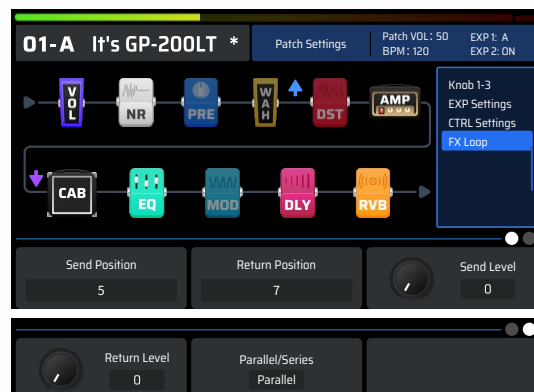 01-A It's GP-200LT *
Patch Settings
Patch VOL: 50
BPM: 120
EXP 1: A
EXP 2: ON
VOL
NR
PRE
WAH
DST
AMP
Knob 1-3
EXP Settings
CTRL Settings
FX Loop
CAB
EQ
MOD
DLY
RVB
Send Position
5
Return Position
7
Send Level
0
Return Level
0
Parallel/Series
Parallel